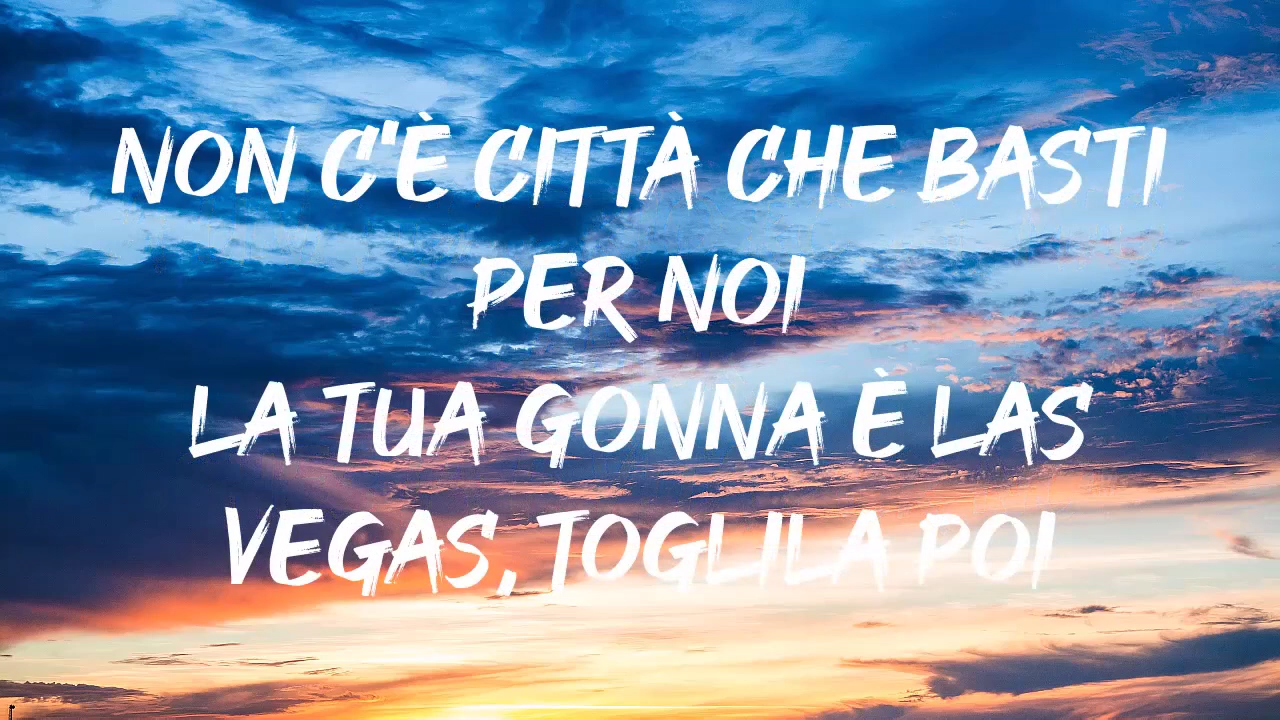 NON C'È CITTÀ CHE BASTI
PER NOI
LA TUA GONNA È LAS
VEGAS, TOGLILA POI